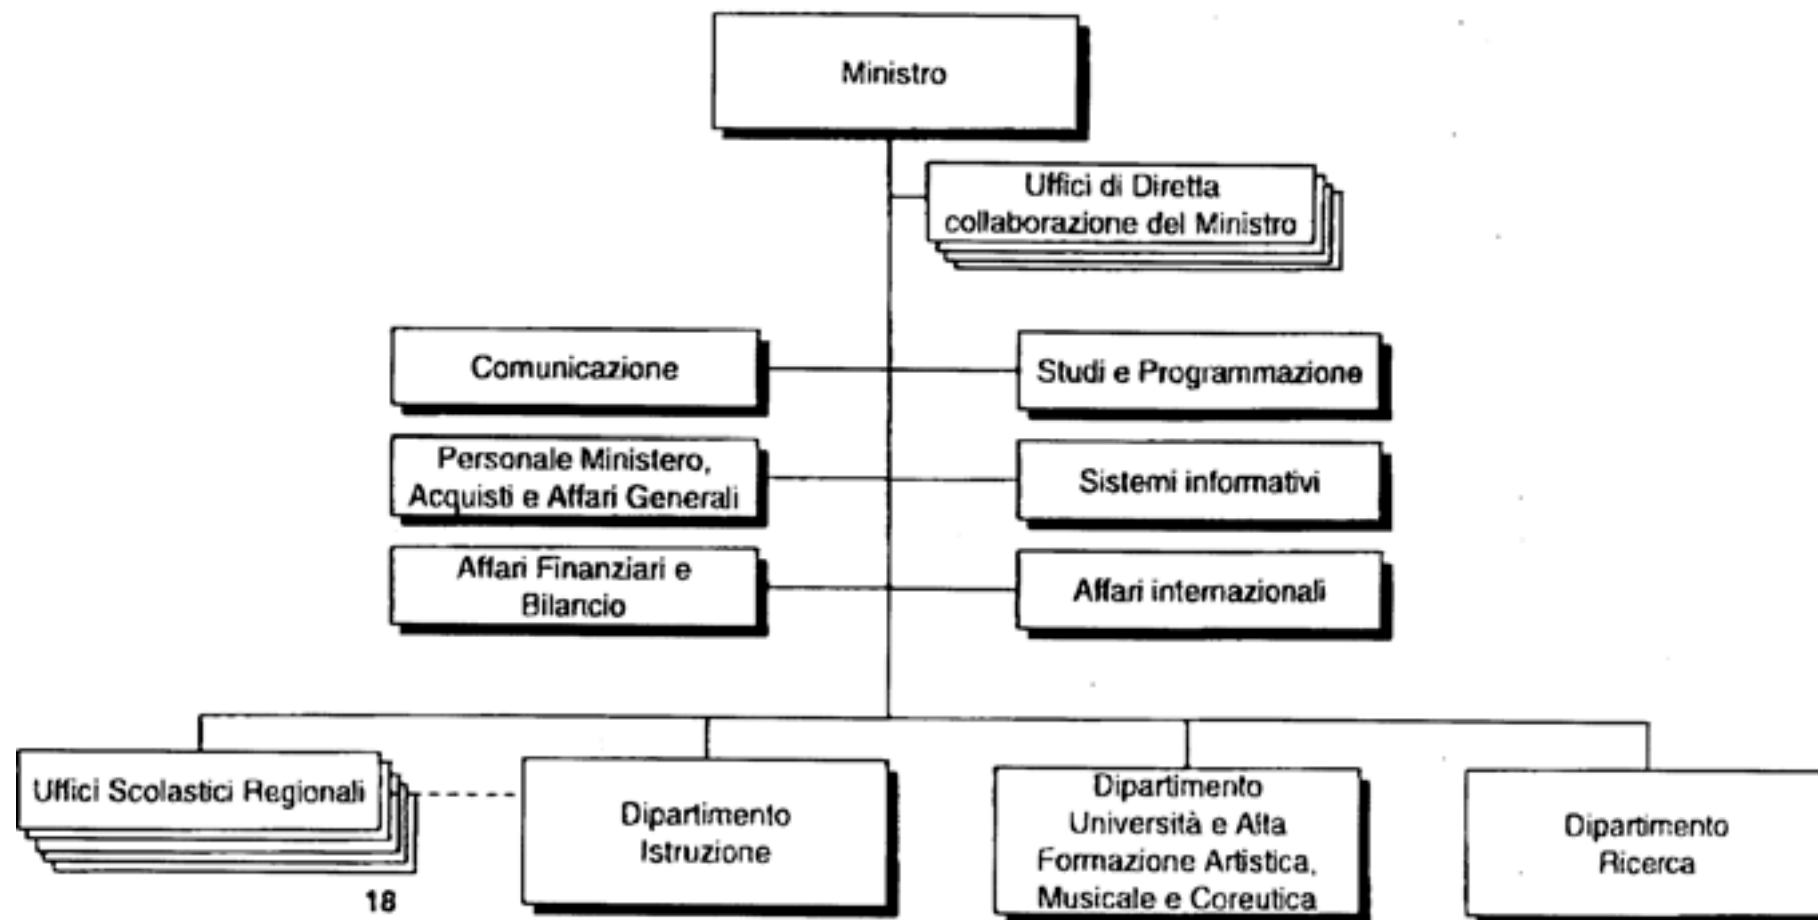 Ministro
Uffici di Diretta
collaborazione del Ministro
Comunicazione
Studi e Programmazione
Personale Ministero,
Acquisti e Affari Generali
Sistemi informativi
Affari Finanziari e
Bilancio
Affari internazionali
Uffici Scolastici Regionali
18
Dipartimento
Istruzione
Dipartimento
Università e Alta
Formazione Artistica,
Musicale e Coreutica
Dipartimento
Ricerca